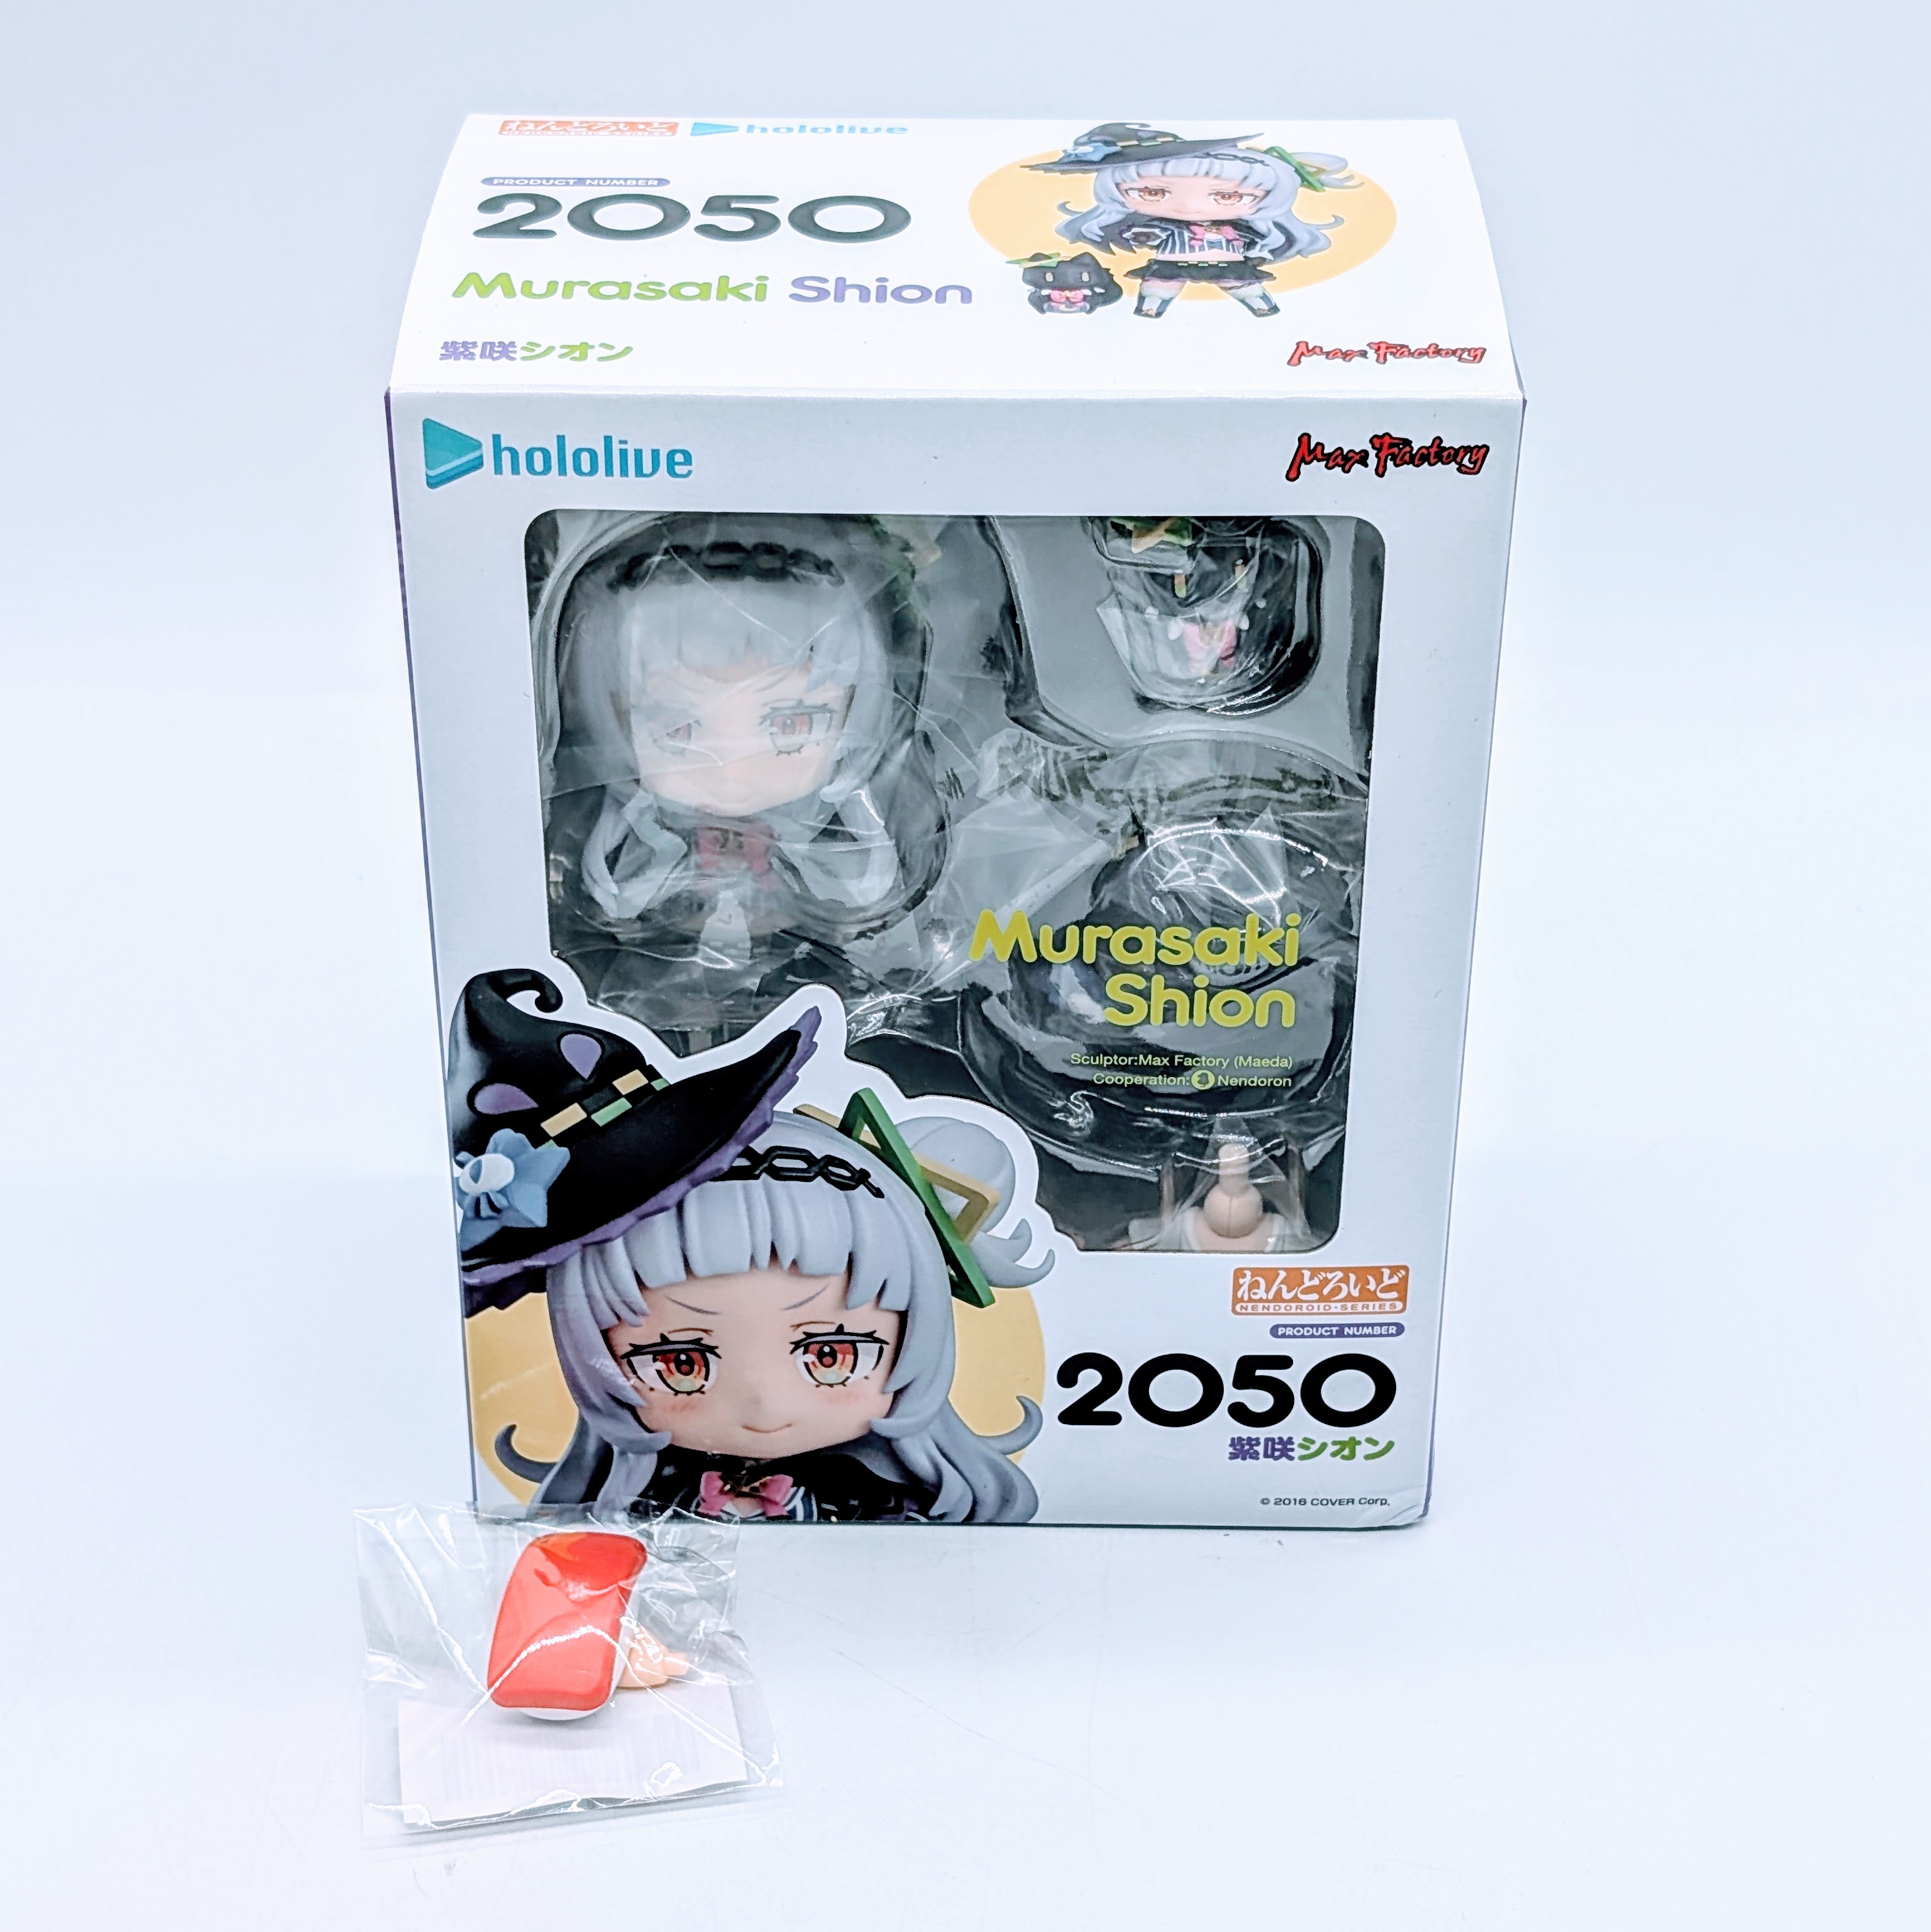 ねんどろいど hololive
PRODUCT NUMBER
2050
Murasaki Shion
紫咲シオン
Max Factory
hololive
Max Factory
Murasaki
Shion
Sculptor:Max Factory (Maeda)
Cooperation: Nendoron
ねんどろいど
NENDOROID-SERIES
PRODUCT NUMBER
2050
紫咲シオン
© 2016 COVER Corp.